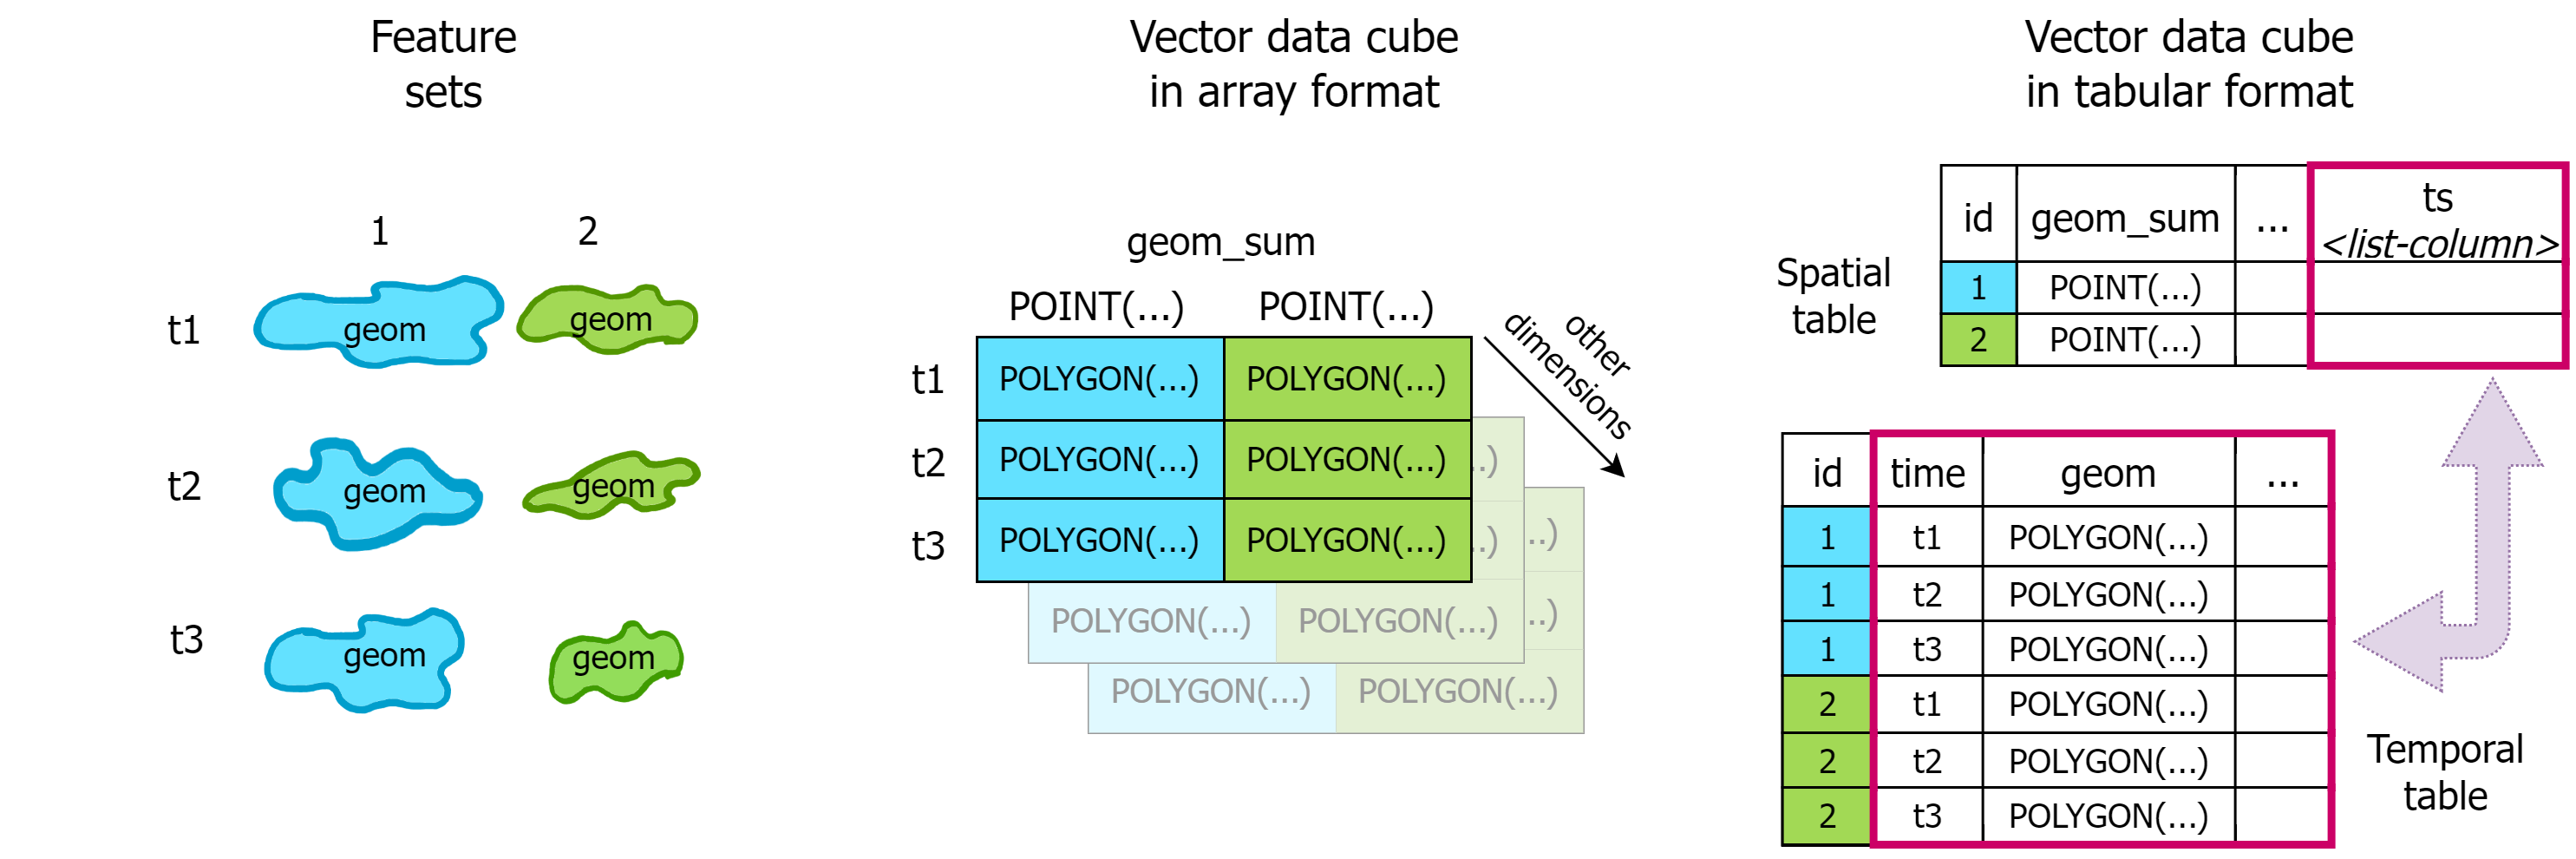 Feature
sets
1 2
t1 geom geom
t2 geom geom
t3 geom geom
Vector data cube
in array format
geom_sum
POINT(...) POINT(...)
other
dimensions
t1 POLYGON(...) POLYGON(...)
t2 POLYGON(...) POLYGON(...)
..)
t3 POLYGON(...) POLYGON(...)
..) ..)
POLYGON(...) POLYGON(...) ..)
POLYGON(...) POLYGON(...)
Vector data cube
in tabular format
Spatial
table
id geom_sum ... ts
<list-column>
1 POINT(...)
2 POINT(...)
id time geom ...
1 t1 POLYGON(...)
1 t2 POLYGON(...)
1 t3 POLYGON(...)
2 t1 POLYGON(...)
2 t2 POLYGON(...)
2 t3 POLYGON(...)
Temporal
table